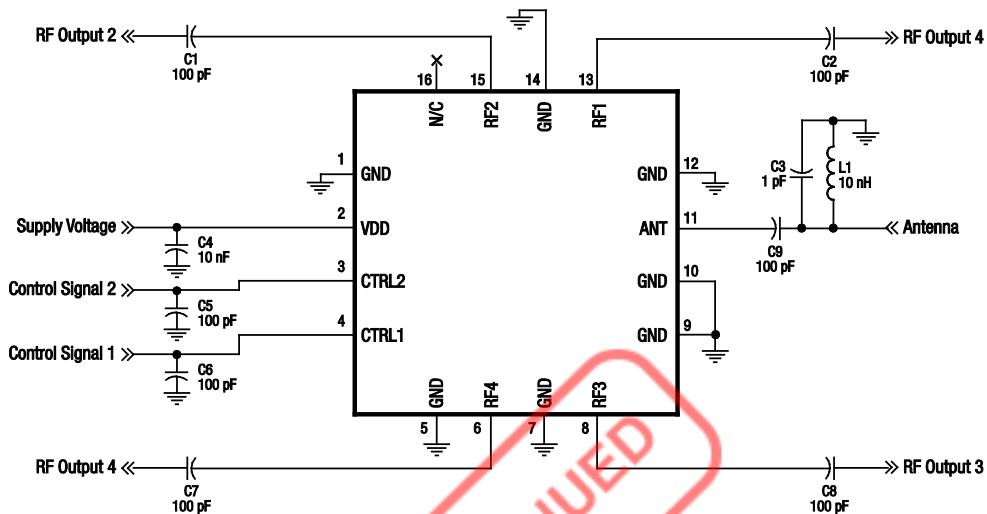 RF Output 2
C1
100 pF
16
15
14
13
C2
100 pF
RF Output 4
N/C
RF2
GND
RF1
1
GND
Supply Voltage
2
VDD
C4
10 nF
Control Signal 2
3
CTRL2
C5
100 pF
Control Signal 1
4
CTRL1
C6
100 pF
12
GND
C3
1 pF
L1
10 nH
11
ANT
C9
100 pF
Antenna
10
GND
9
GND
GND
RF4
GND
RF3
5
6
7
8
RF Output 4
C7
100 pF
C8
100 pF
RF Output 3